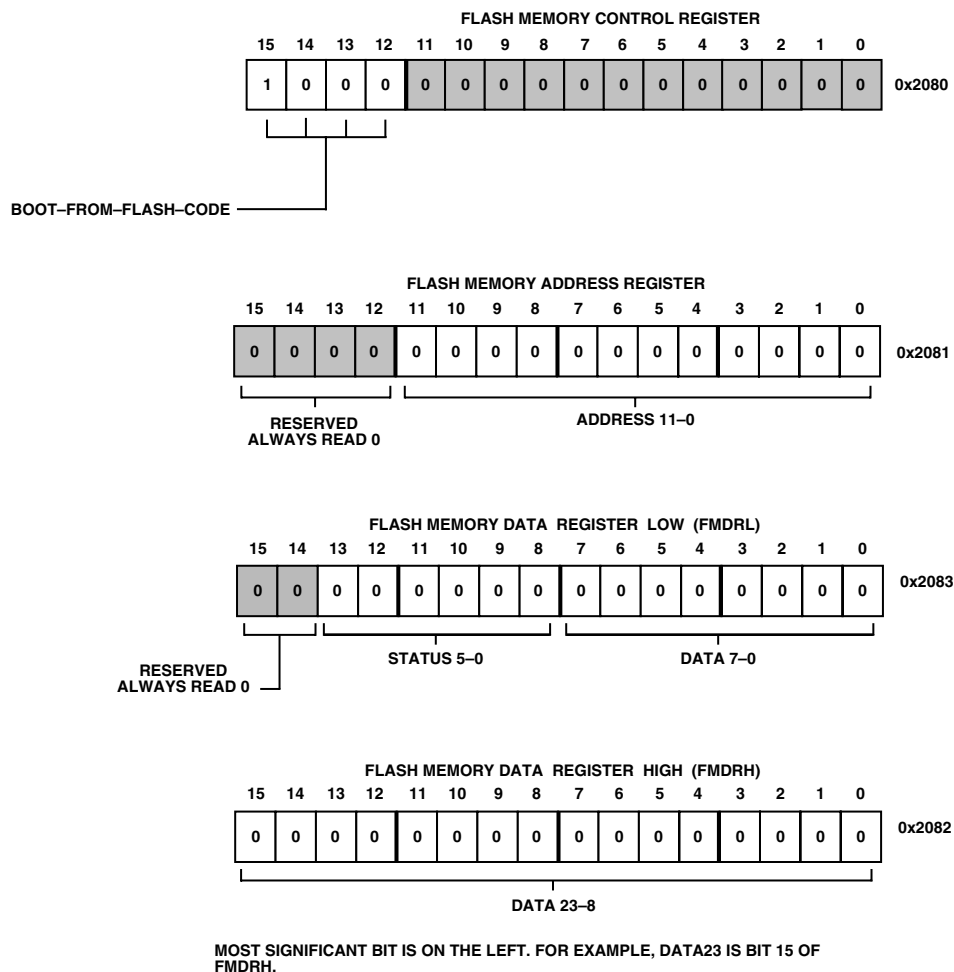 FLASH MEMORY CONTROL REGISTER
15 14 13 12 11 10 9 8 7 6 5 4 3 2 1 0
1 0 0 0 0 0 0 0 0 0 0 0 0 0 0 0 0x2080
BOOT–FROM–FLASH–CODE
FLASH MEMORY ADDRESS REGISTER
15 14 13 12 11 10 9 8 7 6 5 4 3 2 1 0
0 0 0 0 0 0 0 0 0 0 0 0 0 0 0 0 0x2081
RESERVED
ALWAYS READ 0
ADDRESS 11–0
FLASH MEMORY DATA REGISTER LOW (FMDRL)
15 14 13 12 11 10 9 8 7 6 5 4 3 2 1 0
0 0 0 0 0 0 0 0 0 0 0 0 0 0 0 0 0x2083
STATUS 5–0 DATA 7–0
RESERVED
ALWAYS READ 0
FLASH MEMORY DATA REGISTER HIGH (FMDRH)
15 14 13 12 11 10 9 8 7 6 5 4 3 2 1 0
0 0 0 0 0 0 0 0 0 0 0 0 0 0 0 0 0x2082
DATA 23–8
MOST SIGNIFICANT BIT IS ON THE LEFT. FOR EXAMPLE, DATA23 IS BIT 15 OF
FMDRH.